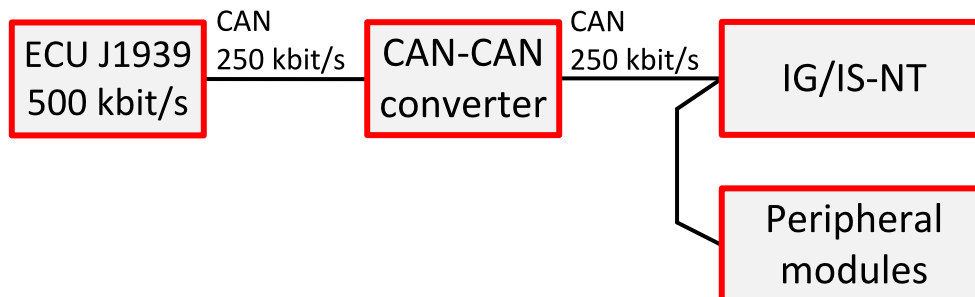 ECU J1939
500 kbit/s
CAN
250 kbit/s
CAN-CAN
converter
CAN
250 kbit/s
IG/IS-NT
Peripheral
modules